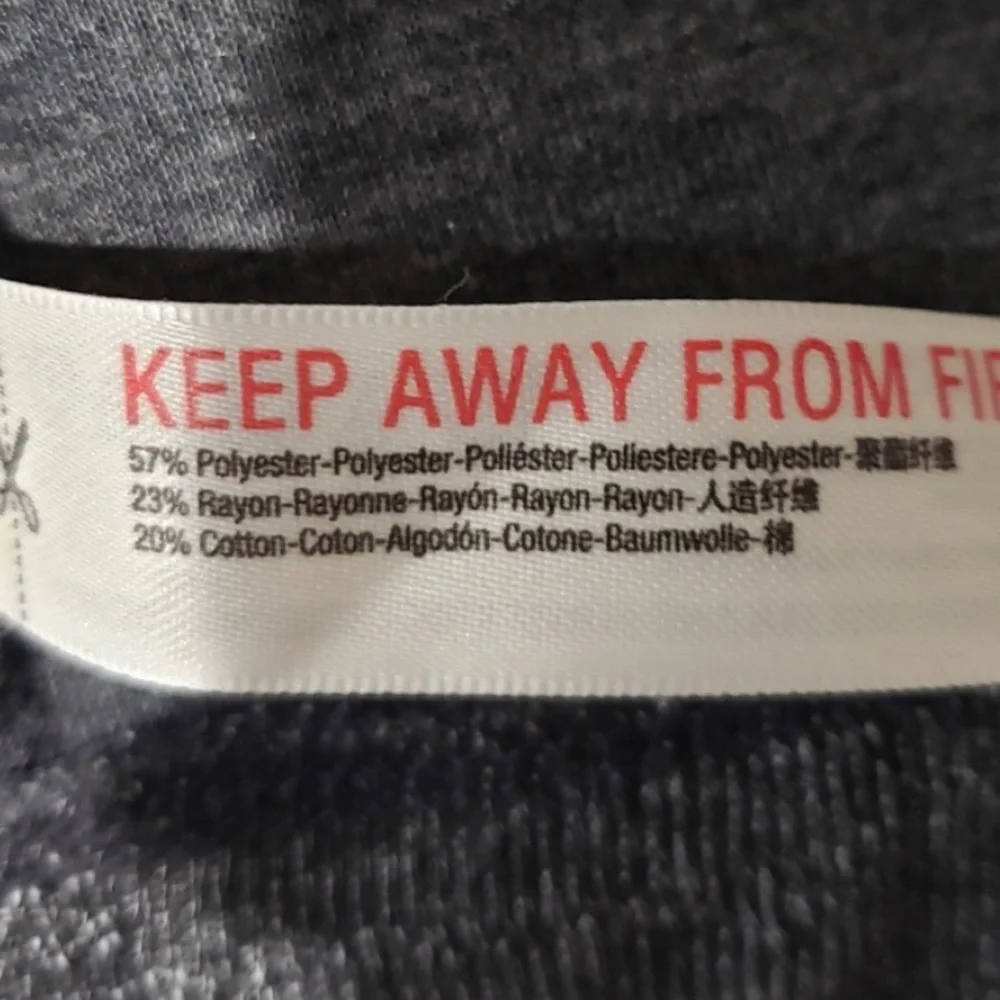 KEEP AWAY FROM FIR
57% Polyester-Polyester-Poliéster-Poliestere-Polyester-聚酯纤维
23% Rayon-Rayonne-Rayón-Rayon-Rayon-人造纤维
20% Cotton-Coton-Algodón-Cotone-Baumwolle-棉